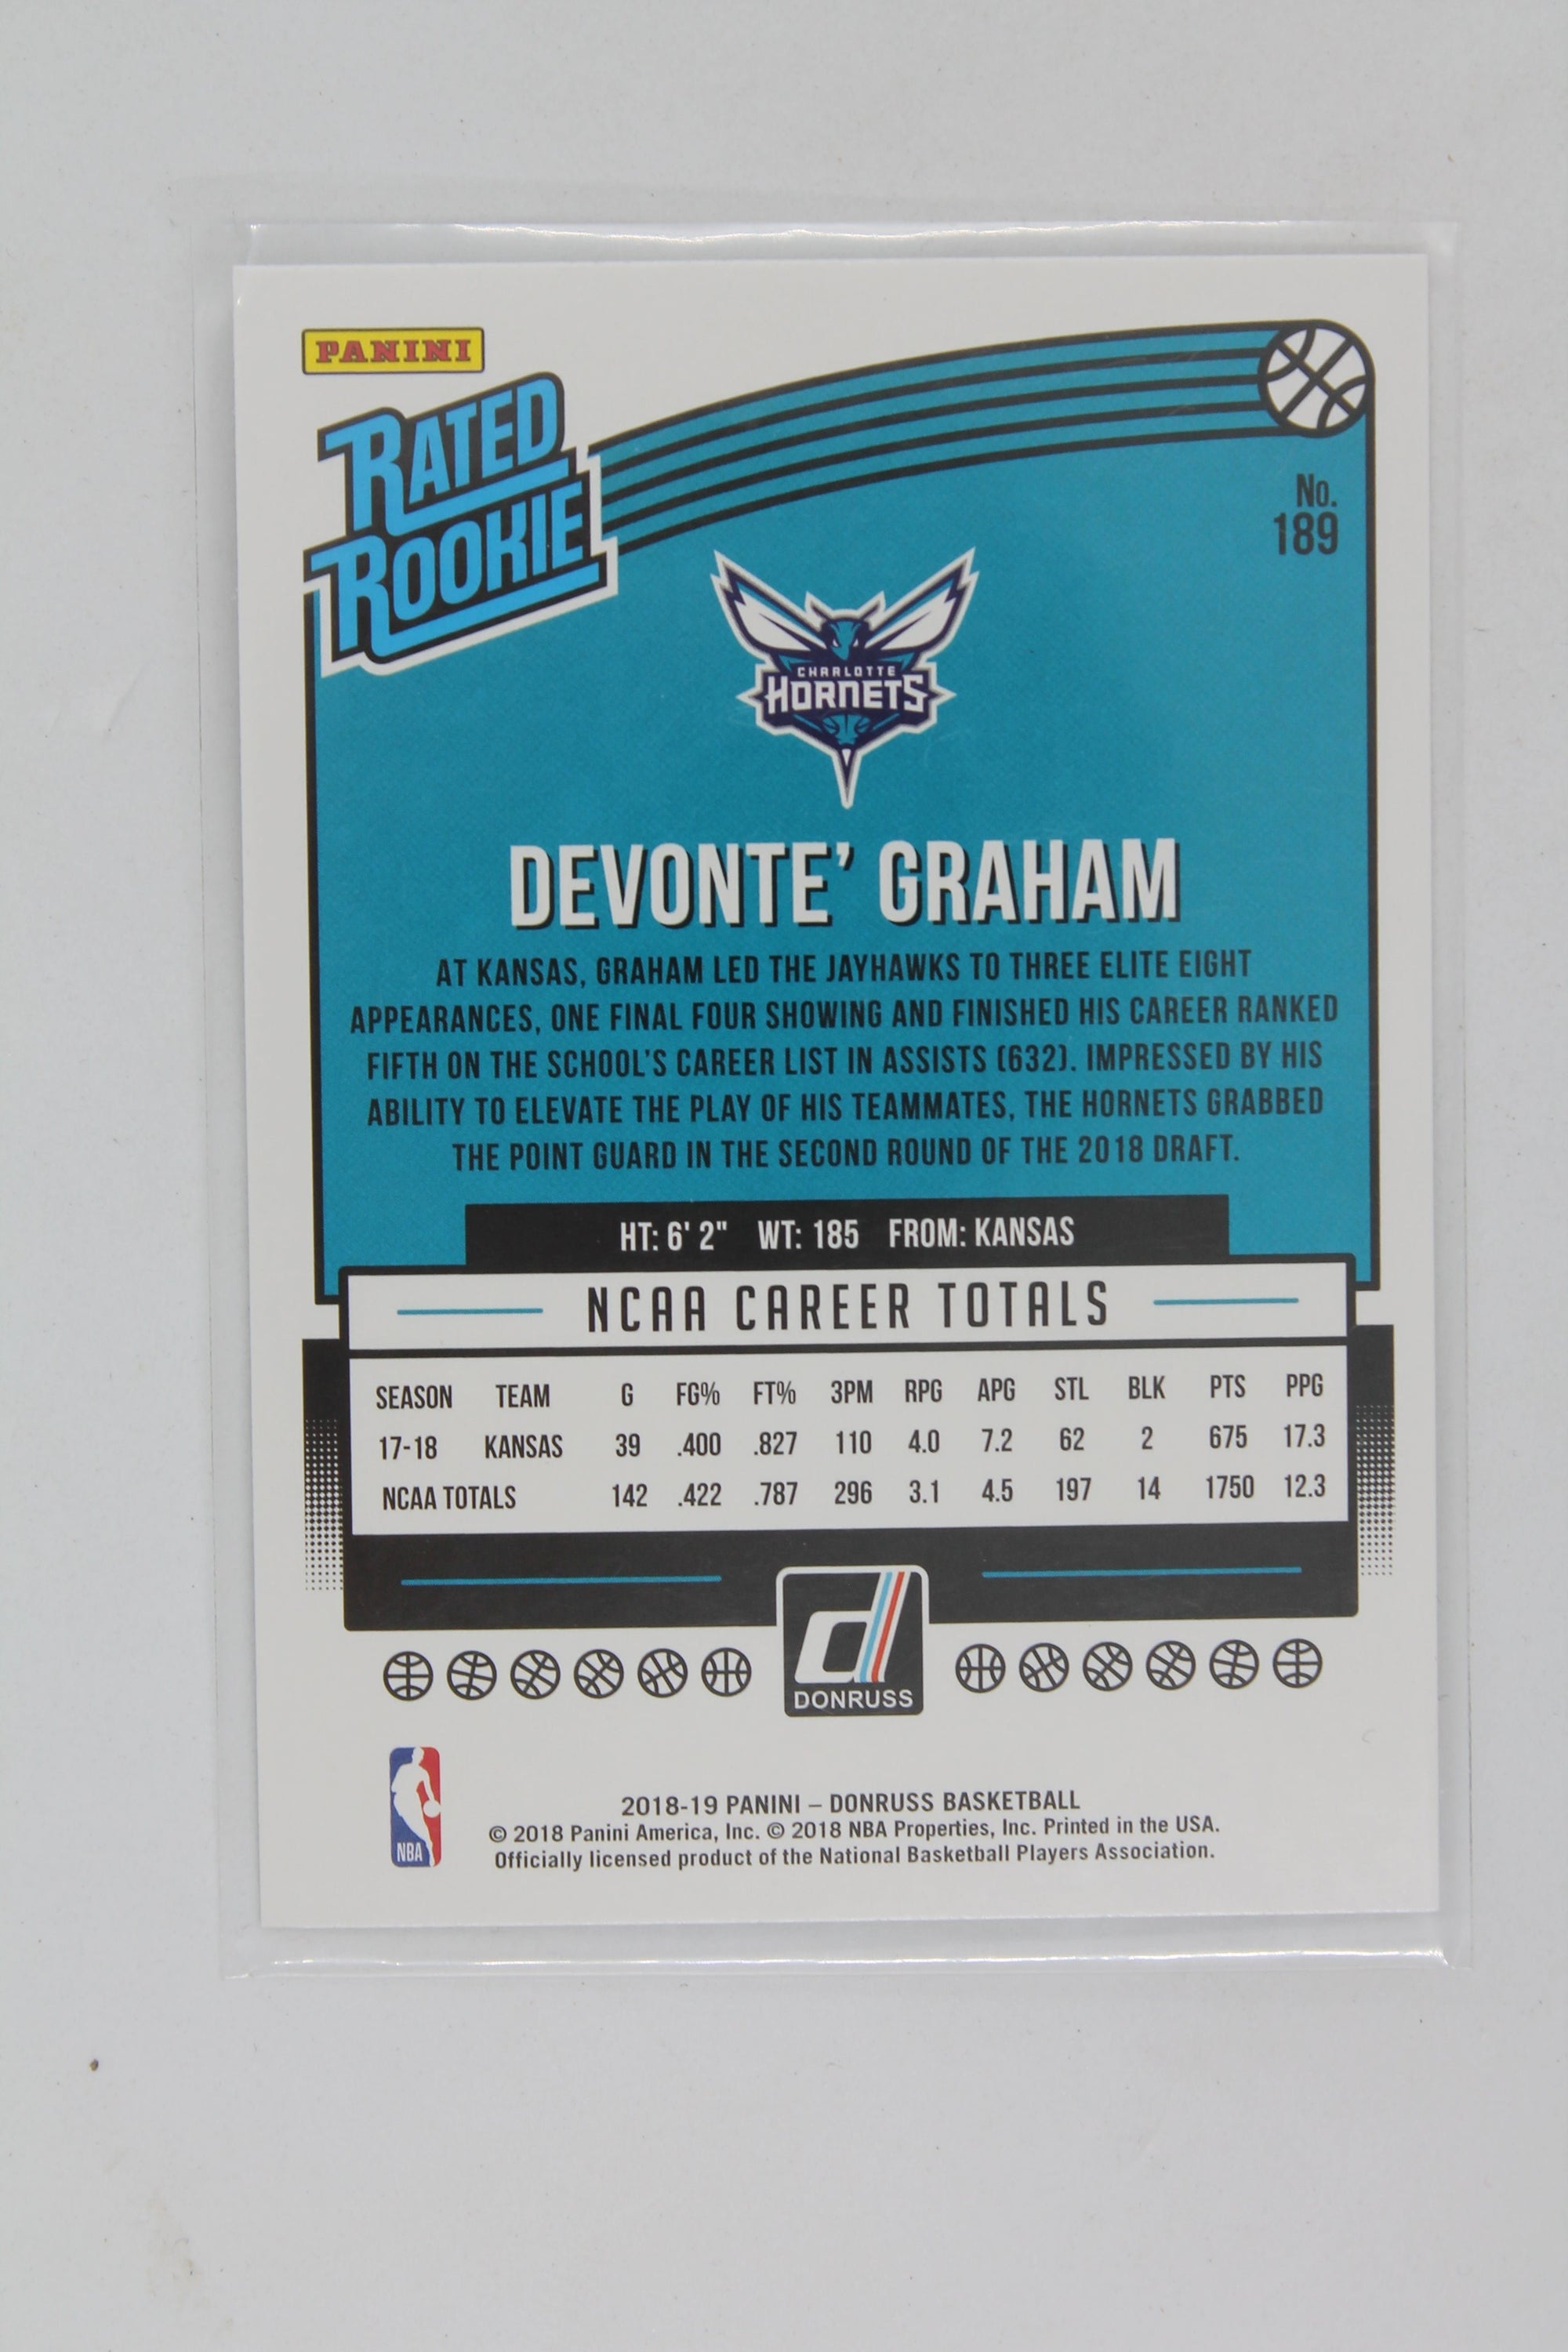 PANINI
RATED
ROOKIE
No.
189
CHARLOTTE
HORNETS
DEVONTE' GRAHAM
AT KANSAS, GRAHAM LED THE JAYHAWKS TO THREE ELITE EIGHT
APPEARANCES, ONE FINAL FOUR SHOWING AND FINISHED HIS CAREER RANKED
FIFTH ON THE SCHOOL'S CAREER LIST IN ASSISTS (632). IMPRESSED BY HIS
ABILITY TO ELEVATE THE PLAY OF HIS TEAMMATES, THE HORNETS GRABBED
THE POINT GUARD IN THE SECOND ROUND OF THE 2018 DRAFT.
HT: 6' 2" WT: 185 FROM: KANSAS
NCAA CAREER TOTALS
SEASON TEAM G FG% FT% 3PM RPG APG STL BLK PTS PPG
17-18 KANSAS 39 .400 .827 110 4.0 7.2 62 2 675 17.3
NCAA TOTALS 142 .422 .787 296 3.1 4.5 197 14 1750 12.3
d
DONRUSS
NBA
2018-19 PANINI – DONRUSS BASKETBALL
© 2018 Panini America, Inc. © 2018 NBA Properties, Inc. Printed in the USA.
Officially licensed product of the National Basketball Players Association.